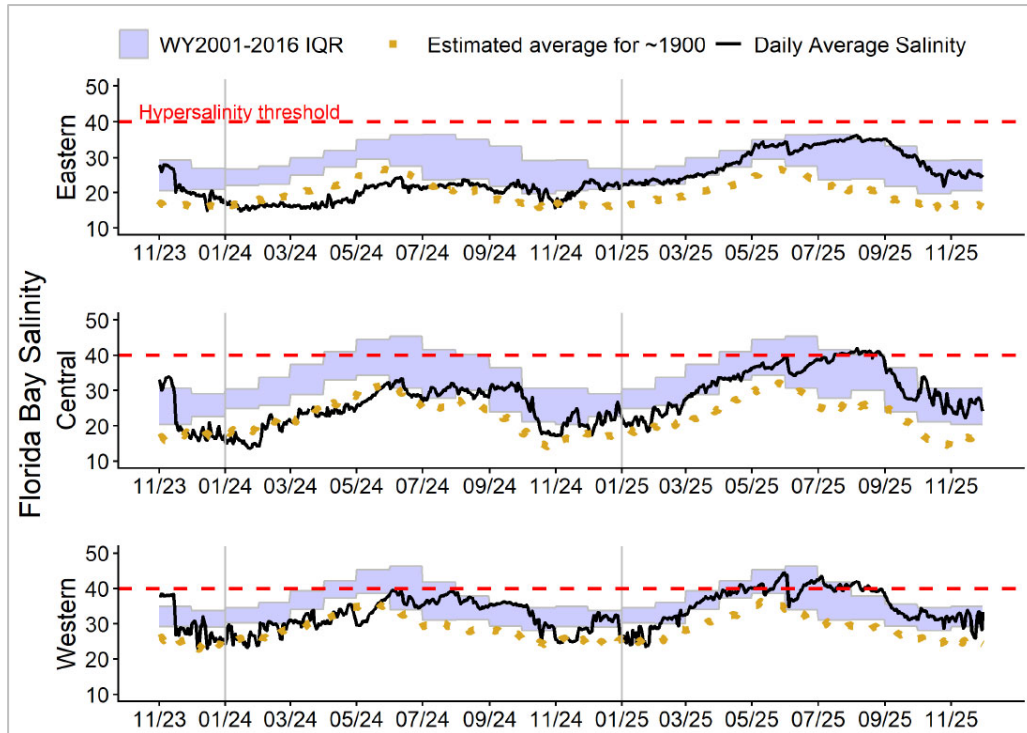 WY2001-2016 IQR Estimated average for ~1900 Daily Average Salinity
Florida Bay Salinity
Eastern
50
Hypersalinity threshold
40
30
20
10
11/23 01/24 03/24 05/24 07/24 09/24 11/24 01/25 03/25 05/25 07/25 09/25 11/25
Central
50
40
30
20
10
11/23 01/24 03/24 05/24 07/24 09/24 11/24 01/25 03/25 05/25 07/25 09/25 11/25
Western
50
40
30
20
10
11/23 01/24 03/24 05/24 07/24 09/24 11/24 01/25 03/25 05/25 07/25 09/25 11/25